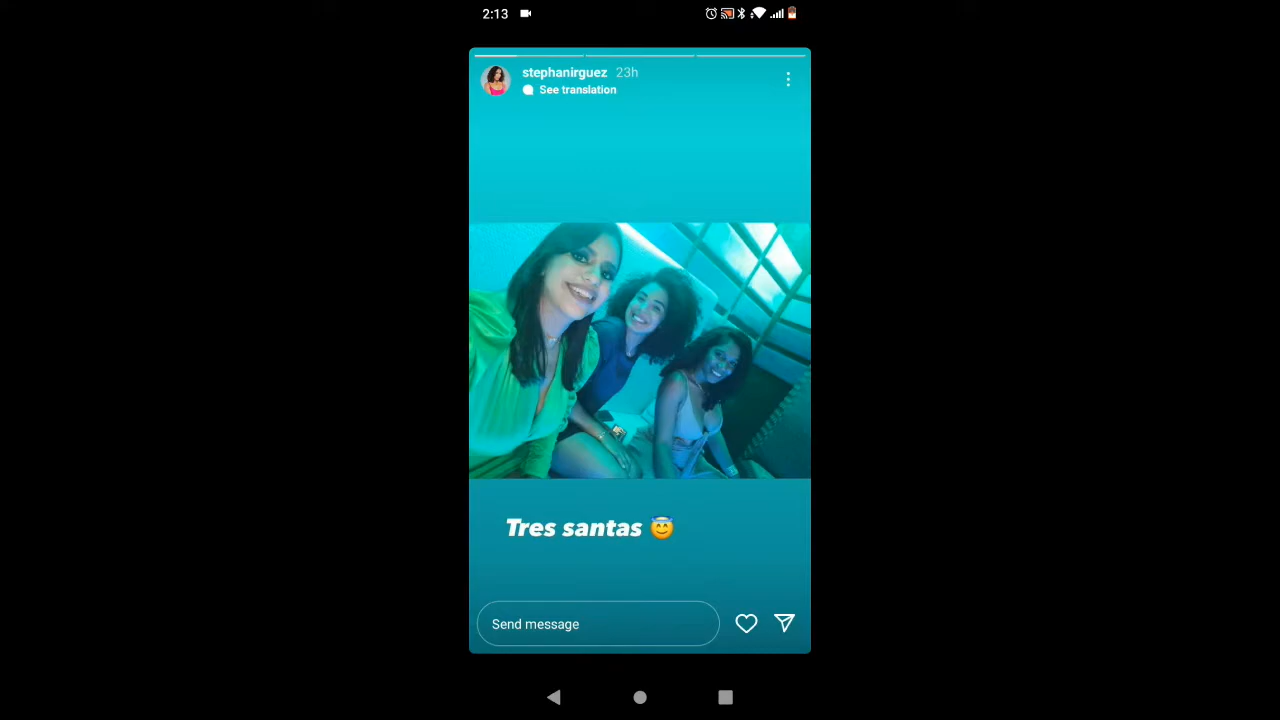 2:13
stephanirguez 23h
See translation
Tres santas 😇
Send message